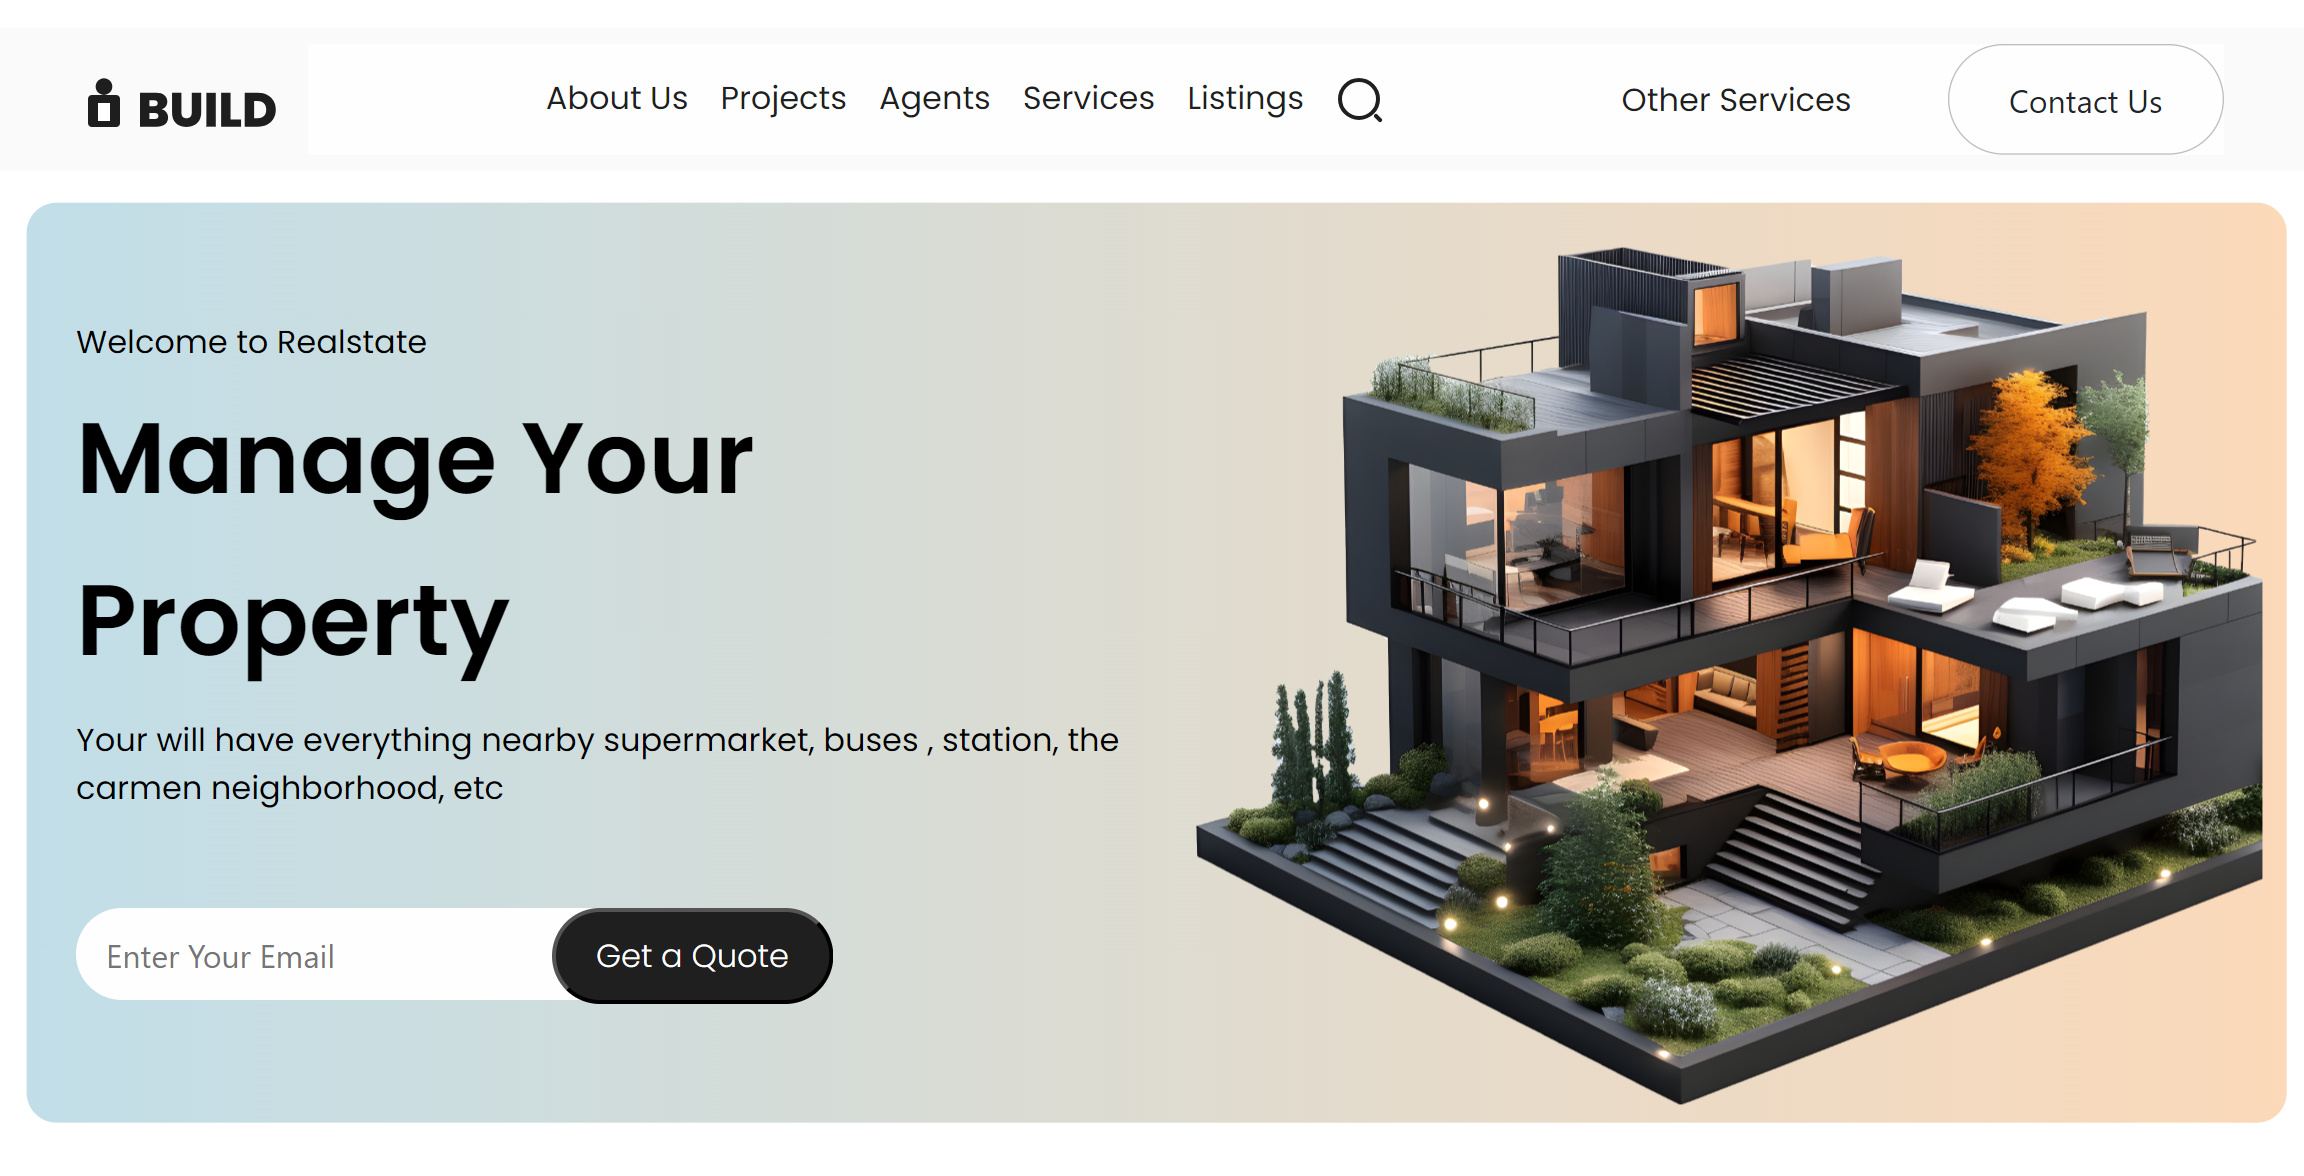 BUILD
About Us Projects Agents Services Listings
Other Services
Contact Us
Welcome to Realstate
Manage Your
Property
Your will have everything nearby supermarket, buses , station, the
carmen neighborhood, etc
Enter Your Email
Get a Quote